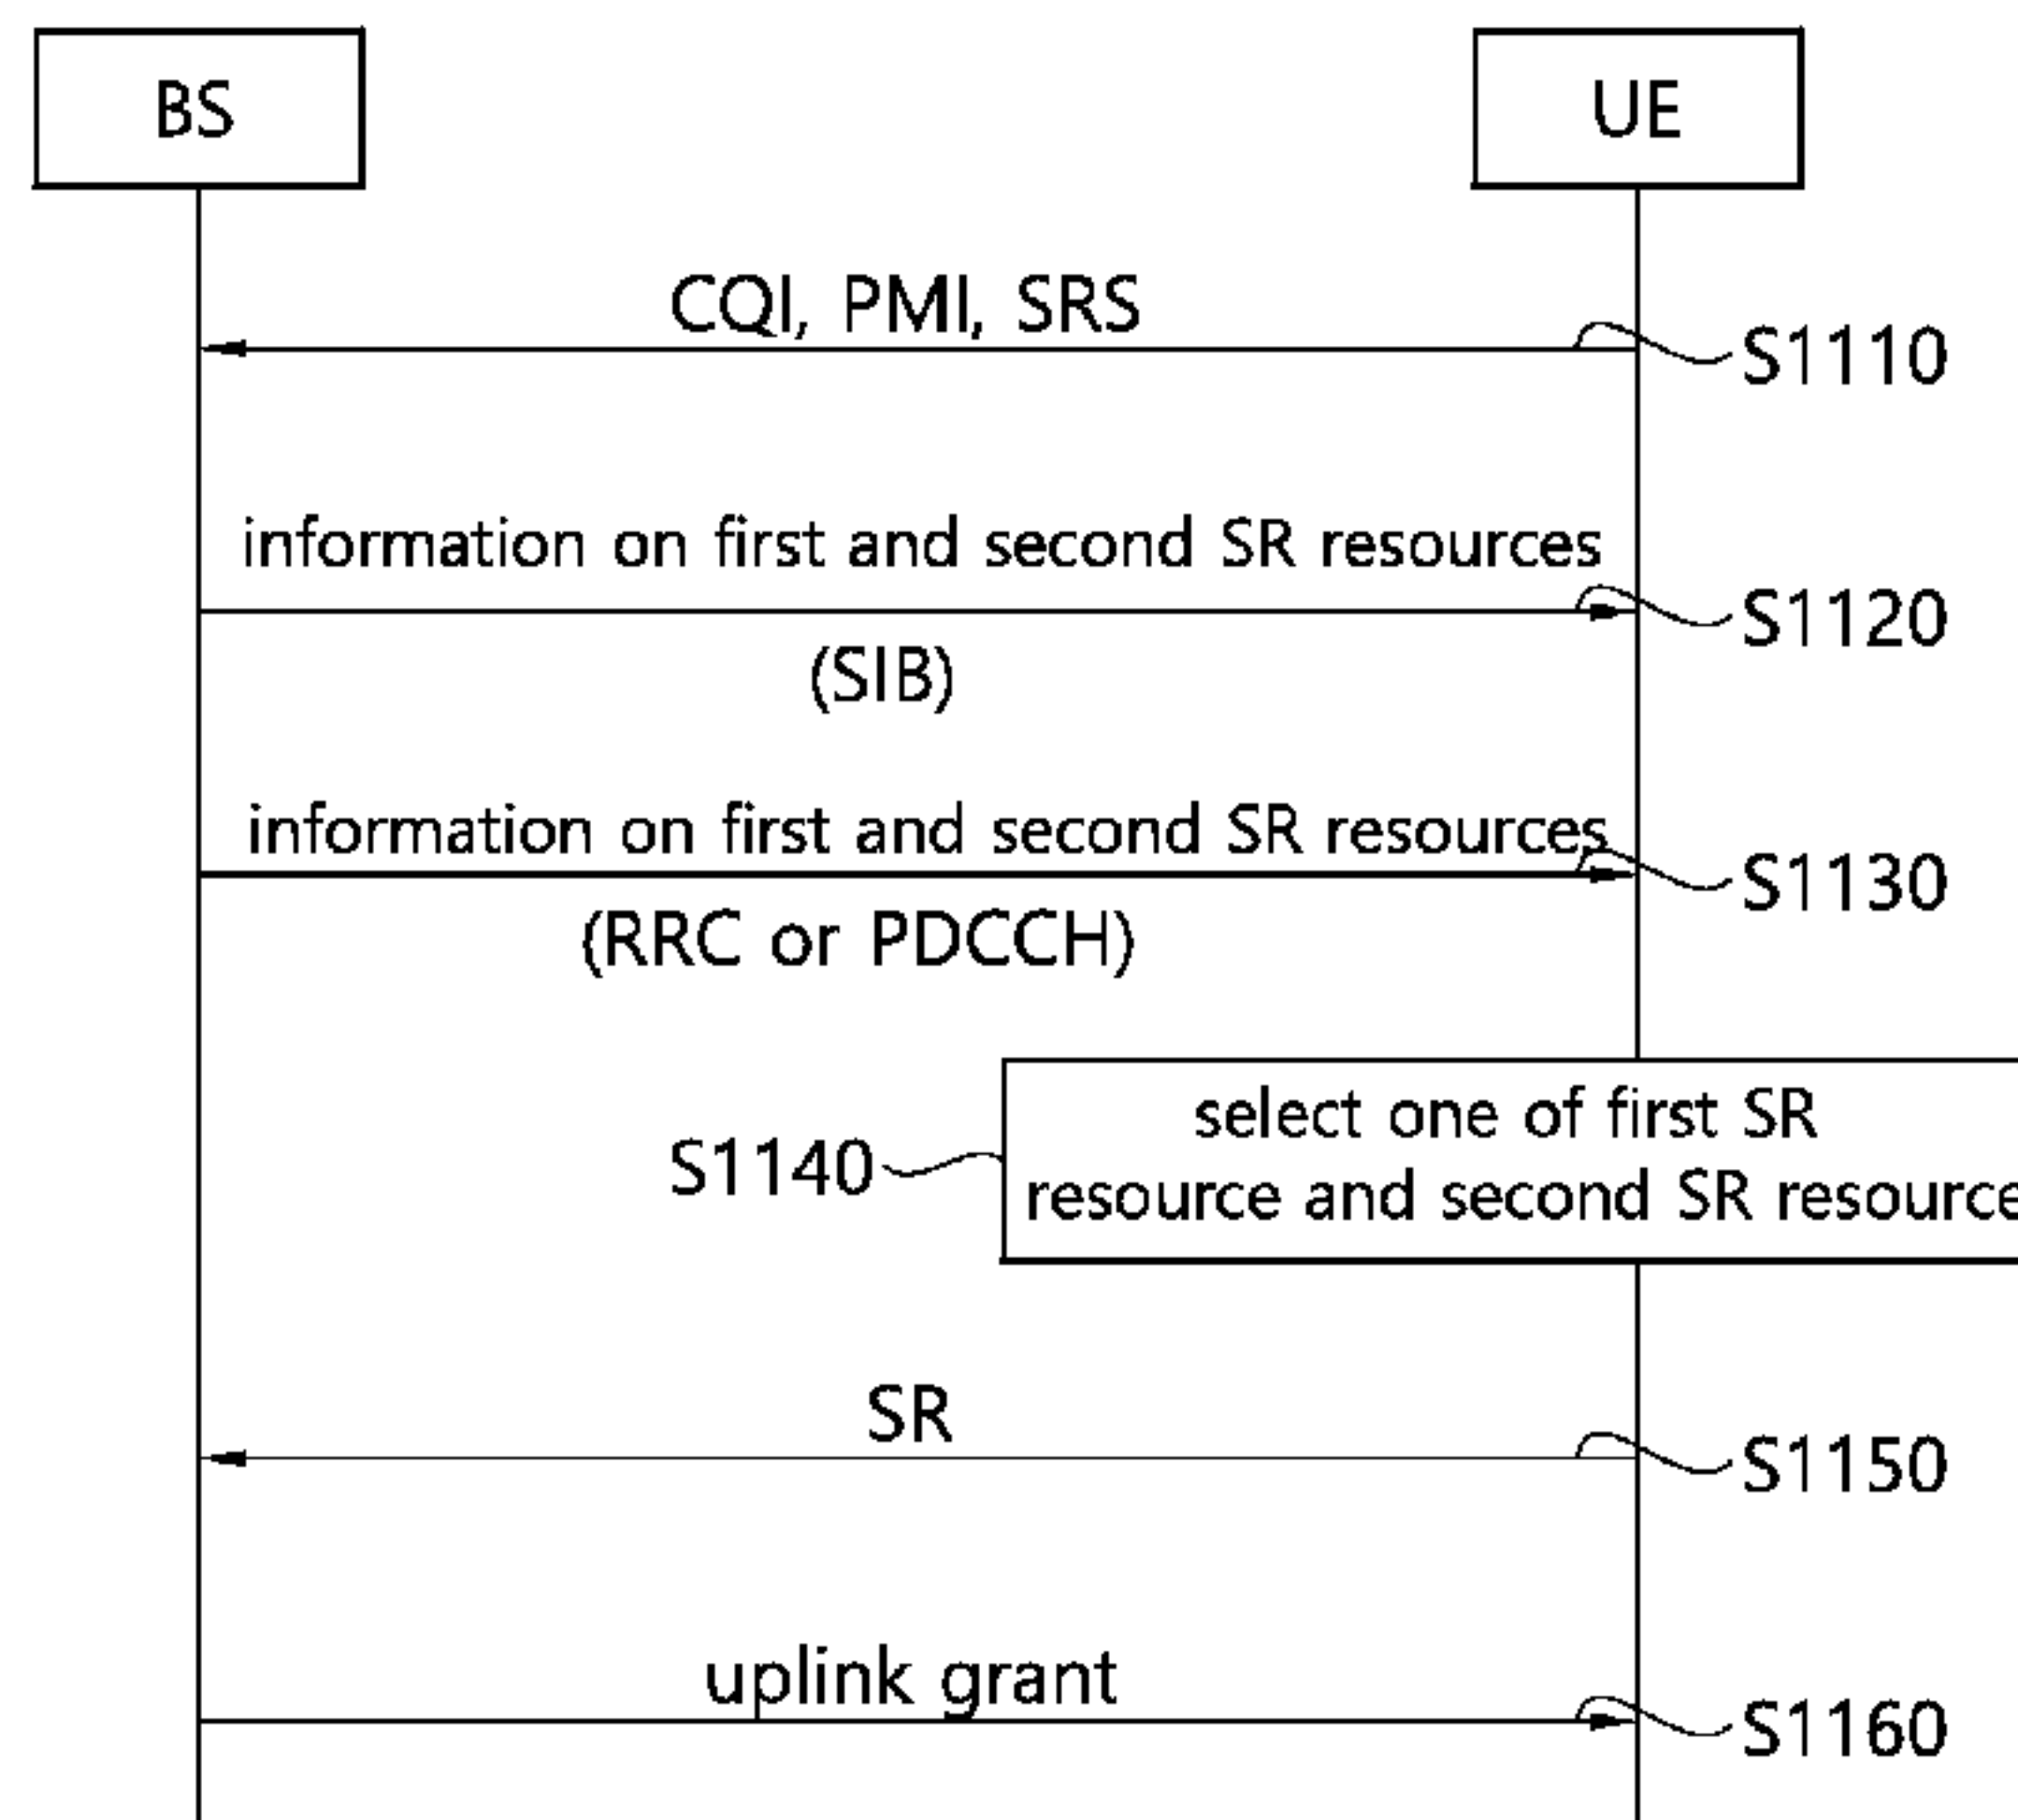 BS
UE
CQI, PMI, SRS
S1110
information on first and second SR resources
S1120
(SIB)
information on first and second SR resources
S1130
(RRC or PDCCH)
select one of first SR
S1140
resource and second SR resource
SR
S1150
uplink grant
S1160